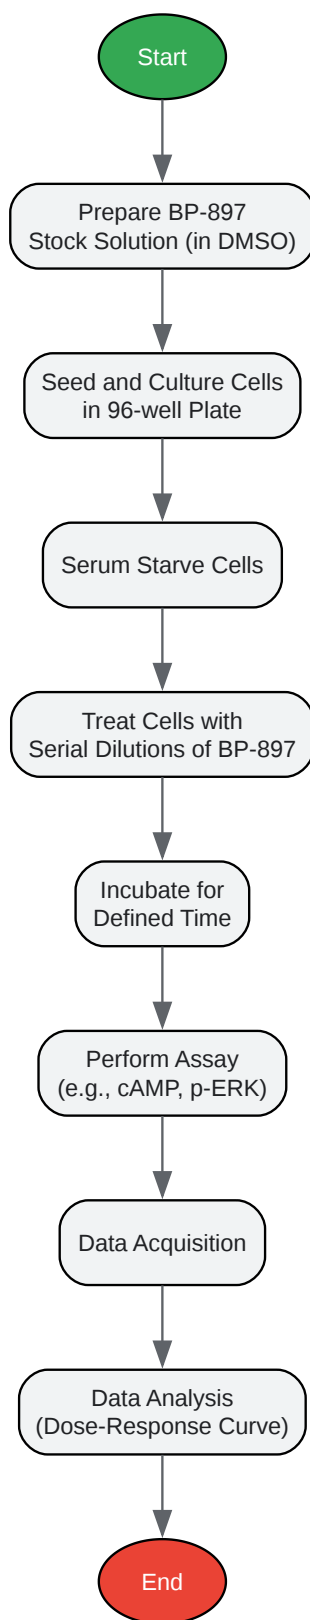 Start
Prepare BP-897
Stock Solution (in DMSO)
Seed and Culture Cells
in 96-well Plate
Serum Starve Cells
Treat Cells with
Serial Dilutions of BP-897
Incubate for
Defined Time
Perform Assay
(e.g., cAMP, p-ERK)
Data Acquisition
Data Analysis
(Dose-Response Curve)
End